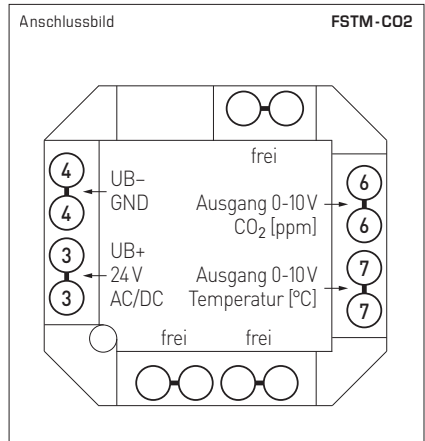 Anschlussbild FSTM-CO2
frei
4
4
UB–
GND
6
6
Ausgang 0-10 V
CO2 [ppm]
3
3
UB+
24 V
AC/DC
7
7
Ausgang 0-10 V
Temperatur [°C]
frei frei